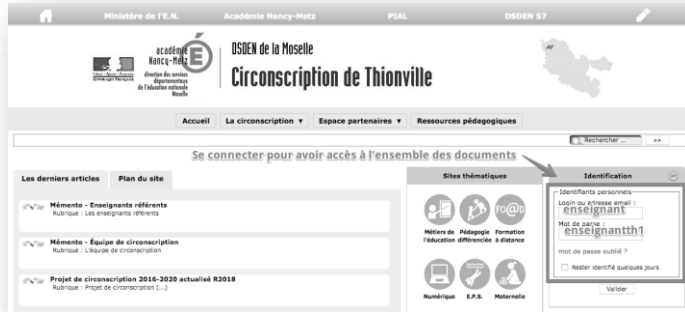 Ministère de l'E.N. Académie Nancy-Metz PIAL DSDEN 57
académie
Nancy-Metz
direction des services
départementaux
de l'éducation nationale
Moselle
DSDEN de la Moselle
Circonscription de Thionville
Accueil La circonscription ▼ Espace partenaires ▼ Ressources pédagogiques
Rechercher ... >>
Se connecter pour avoir accès à l'ensemble des documents
Les derniers articles Plan du site
Mémento - Enseignants référents
Rubrique : Les enseignants référents
Mémento - Équipe de circonscription
Rubrique : L'équipe de circonscription
Projet de circonscription 2016-2020 actualisé R2018
Rubrique : Projet de circonscription (...)
Sites thématiques
FO@D
Métiers de l'éducation
Pédagogie différenciée
Formation à distance
Numérique E.P.S. Maternelle
Identification
Identifiants personnels
Login ou adresse email :
enseignant
Mot de passe :
enseignantth1
mot de passe oublié ?
Rester identifié quelques jours
Valider